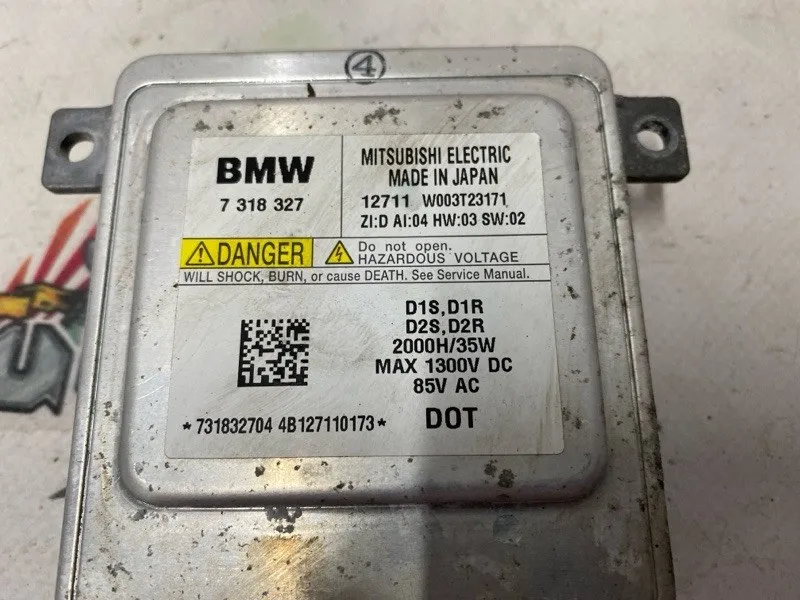 ④
BMW
7 318 327
MITSUBISHI ELECTRIC
MADE IN JAPAN
12711 W003T23171
ZI:D AI:04 HW:03 SW:02
DANGER
Do not open.
HAZARDOUS VOLTAGE
WILL SHOCK, BURN, or cause DEATH. See Service Manual.
D1S,D1R
D2S,D2R
2000H/35W
MAX 1300V DC
85V AC
*731832704 4B127110173*
DOT